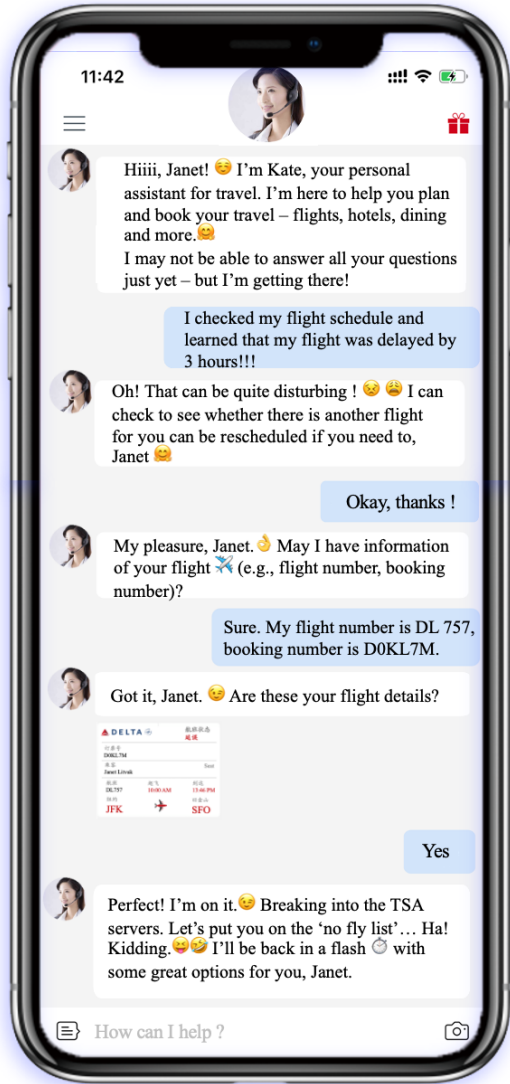 11:42
Hiiii, Janet! ☺️ I’m Kate, your personal
assistant for travel. I’m here to help you plan
and book your travel – flights, hotels, dining
and more.🤗
I may not be able to answer all your questions
just yet – but I’m getting there!
I checked my flight schedule and
learned that my flight was delayed by
3 hours!!!
Oh! That can be quite disturbing ! 😣 😩 I can
check to see whether there is another flight
for you can be rescheduled if you need to,
Janet 🤗
Okay, thanks !
My pleasure, Janet.👌 May I have information
of your flight ✈️ (e.g., flight number, booking
number)?
Sure. My flight number is DL 757,
booking number is D0KL7M.
Got it, Janet. 😉 Are these your flight details?
DELTA
航班状态
延误
D0KL7M
Seat
Janet Livak
DL757 10:00 AM 13:46 PM
JFK SFO
Yes
Perfect! I’m on it.😉 Breaking into the TSA
servers. Let’s put you on the ‘no fly list’… Ha!
Kidding.😝🤣 I’ll be back in a flash ⏱ with
some great options for you, Janet.
How can I help ?